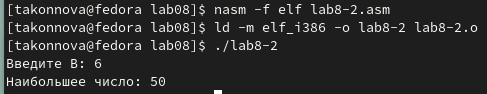 [takonnova@fedora lab08]$ nasm -f elf lab8-2.asm
[takonnova@fedora lab08]$ ld -m elf_i386 -o lab8-2 lab8-2.o
[takonnova@fedora lab08]$ ./lab8-2
Введите В: 6
Наибольшее число: 50